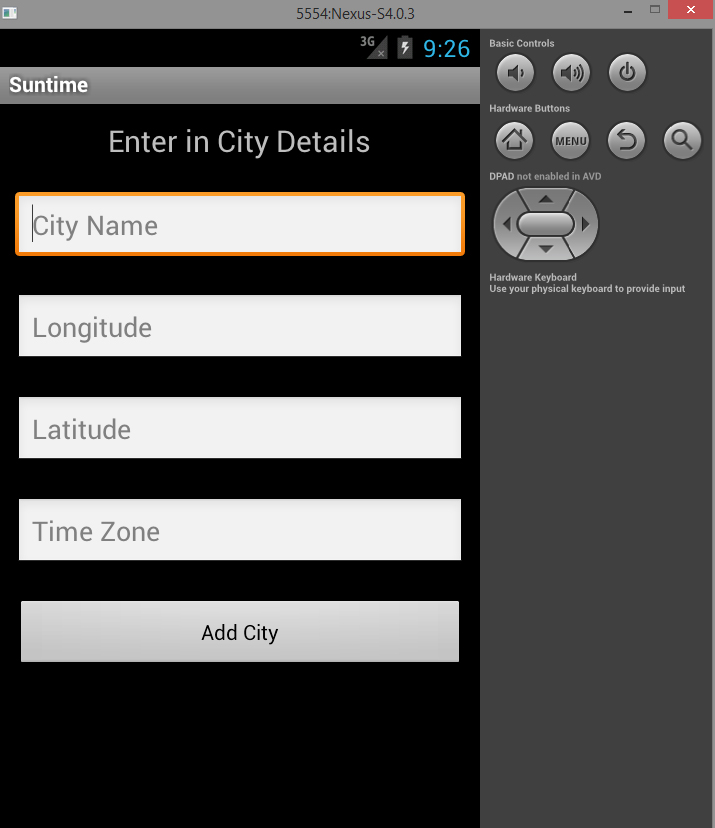 5554:Nexus-S4.0.3
3G
9:26
Suntime
Enter in City Details
City Name
Longitude
Latitude
Time Zone
Add City
Basic Controls
Hardware Buttons
MENU
DPAD not enabled in AVD
Hardware Keyboard
Use your physical keyboard to provide input